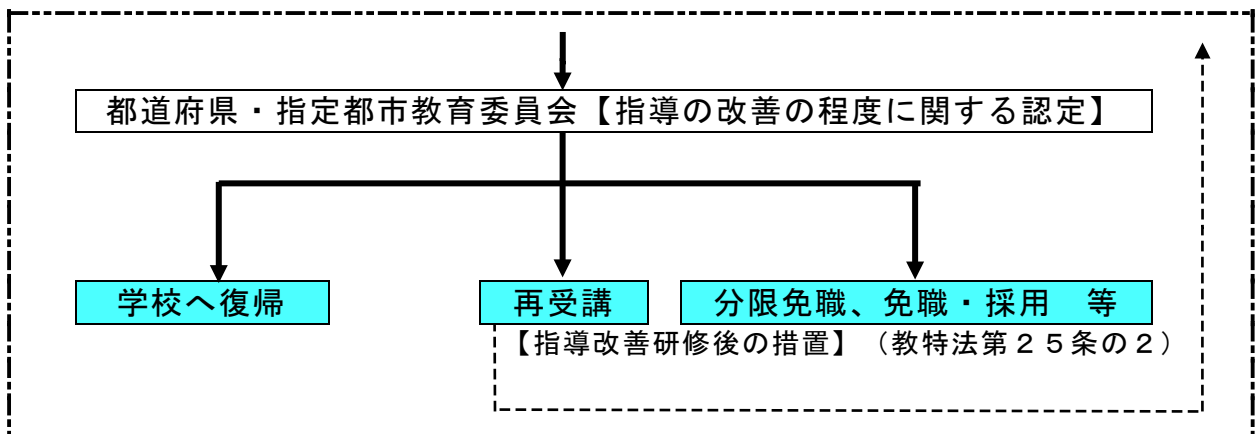 都道府県・指定都市教育委員会【指導の改善の程度に関する認定】
学校へ復帰
再受講
分限免職、免職・採用　等
【指導改善研修後の措置】（教特法第２５条の２）